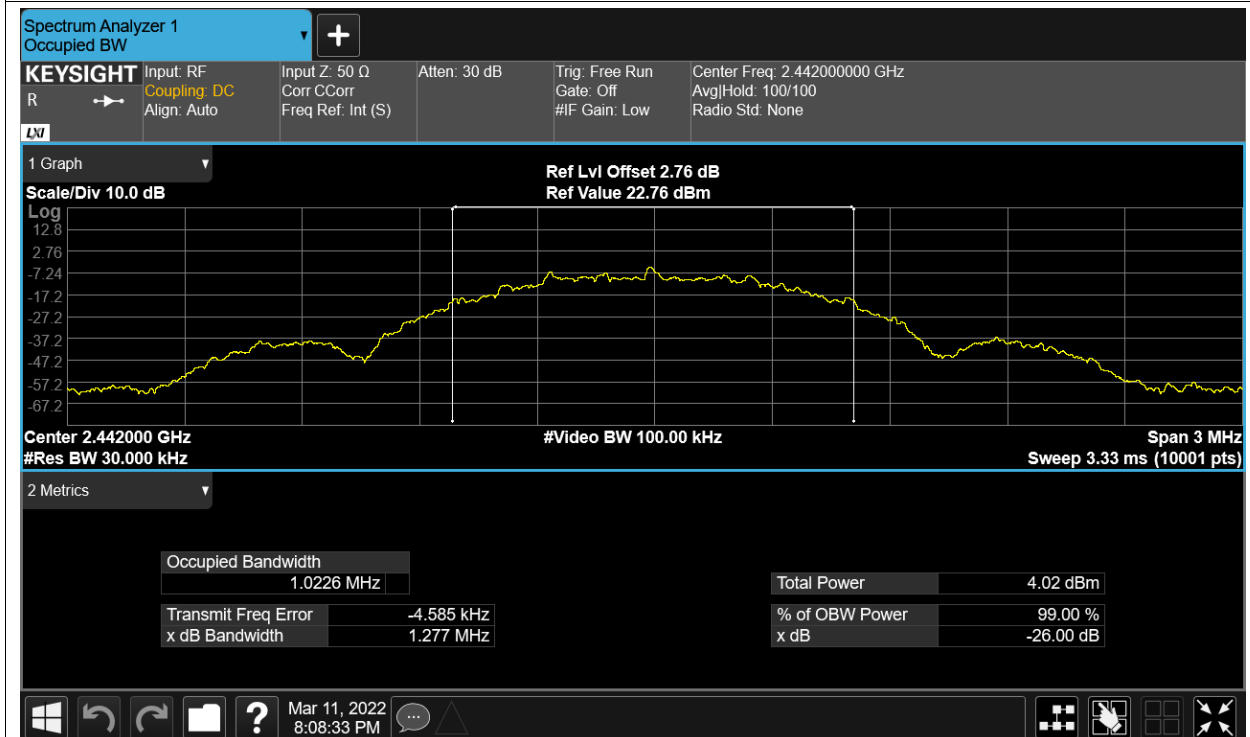 Spectrum Analyzer 1
Occupied BW
+
KEYSIGHT
R
LXI
Input: RF
Coupling: DC
Align: Auto
Input Z: 50 Ω
Corr CCorr
Freq Ref: Int (S)
Atten: 30 dB
Trig: Free Run
Gate: Off
#IF Gain: Low
Center Freq: 2.442000000 GHz
Avg|Hold: 100/100
Radio Std: None
1 Graph
Scale/Div 10.0 dB
Ref Lvl Offset 2.76 dB
Ref Value 22.76 dBm
Log
12.8
2.76
-7.24
-17.2
-27.2
-37.2
-47.2
-57.2
-67.2
Center 2.442000 GHz
#Video BW 100.00 kHz
Span 3 MHz
#Res BW 30.000 kHz
Sweep 3.33 ms (10001 pts)
2 Metrics
Occupied Bandwidth
1.0226 MHz
Total Power 4.02 dBm
Transmit Freq Error -4.585 kHz
% of OBW Power 99.00 %
x dB Bandwidth 1.277 MHz
x dB -26.00 dB
?
Mar 11, 2022
8:08:33 PM